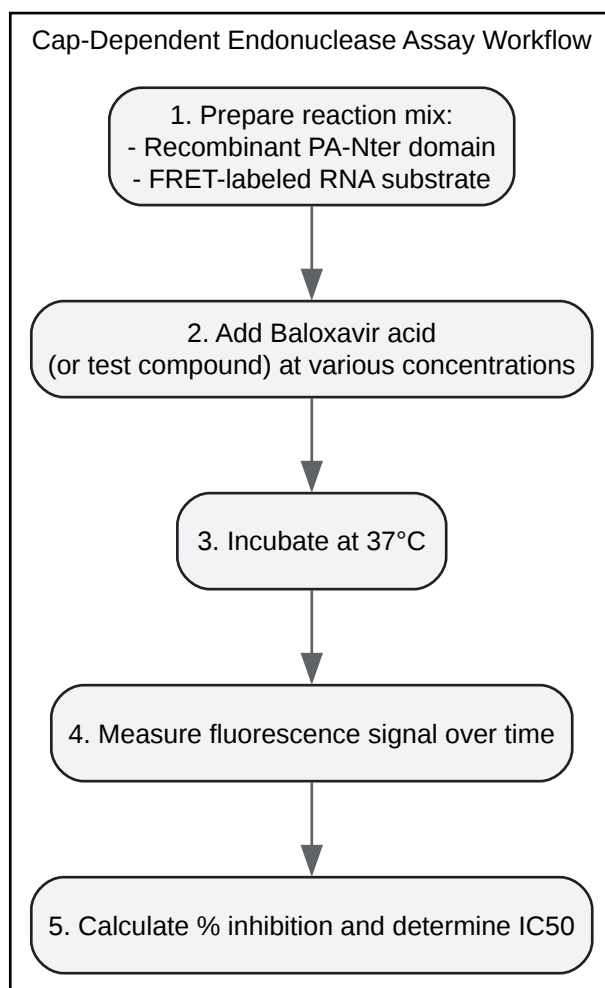 Cap-Dependent Endonuclease Assay Workflow
1. Prepare reaction mix:
- Recombinant PA-Nter domain
- FRET-labeled RNA substrate
2. Add Baloxavir acid
(or test compound) at various concentrations
3. Incubate at 37°C
4. Measure fluorescence signal over time
5. Calculate % inhibition and determine IC50